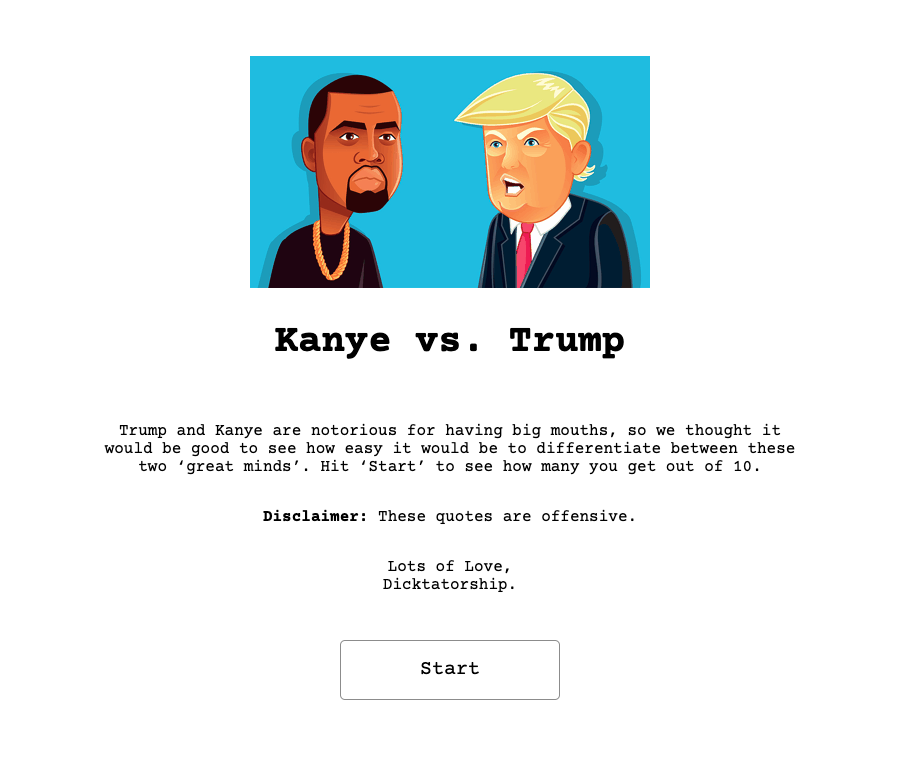 Kanye vs. Trump
Trump and Kanye are notorious for having big mouths, so we thought it
would be good to see how easy it would be to differentiate between these
two ‘great minds’. Hit ‘Start’ to see how many you get out of 10.
Disclaimer: These quotes are offensive.
Lots of Love,
Dicktatorship.
Start